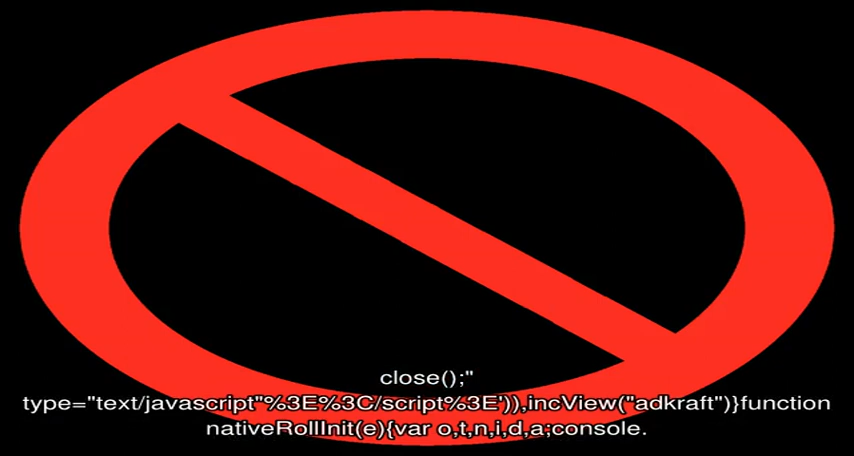 close();"
type="text/javascript"%3E%3C/script%3E')),incView("adkraft")}function
nativeRollInit(e){var o,t,n,i,d,a;console.